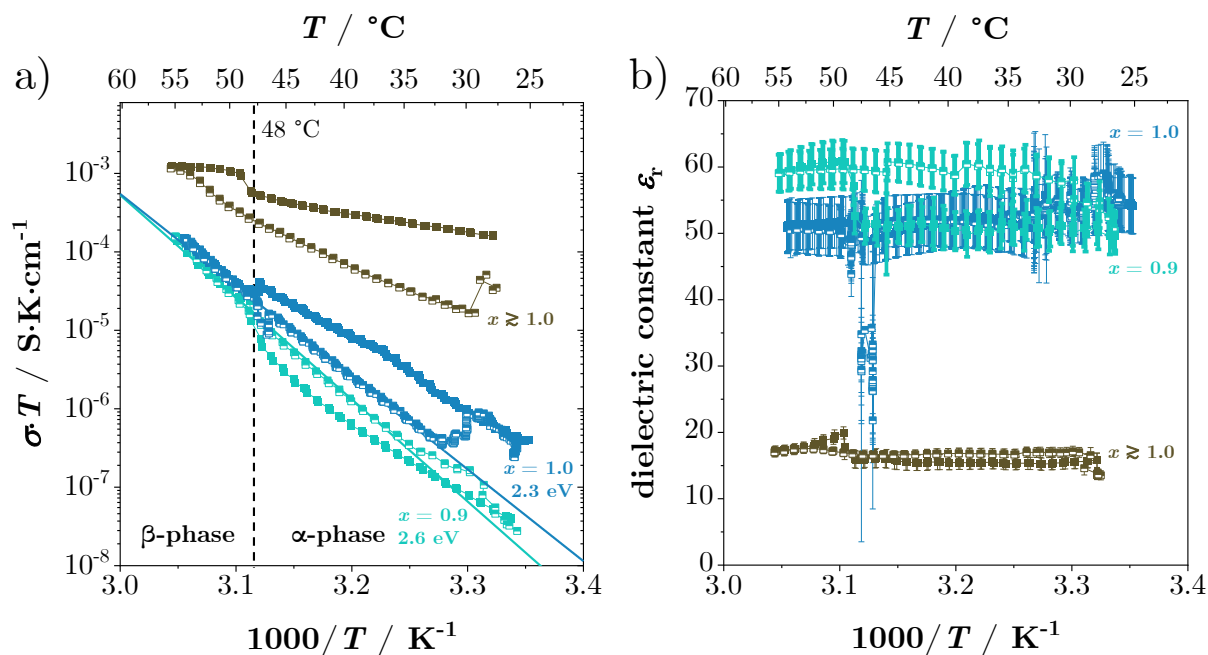 a)
T / °C
60 55 50 45 40 35 30 25
σ·T / S·K·cm⁻¹
10⁻³
10⁻⁴
10⁻⁵
10⁻⁶
10⁻⁷
10⁻⁸
48 °C
x ⪆ 1.0
x = 1.0
2.3 eV
x = 0.9
2.6 eV
β-phase
α-phase
3.0 3.1 3.2 3.3 3.4
1000/T / K⁻¹
b)
T / °C
60 55 50 45 40 35 30 25
dielectric constant εᵣ
70
60
50
40
30
20
10
0
x = 1.0
x = 0.9
x ⪆ 1.0
3.0 3.1 3.2 3.3 3.4
1000/T / K⁻¹